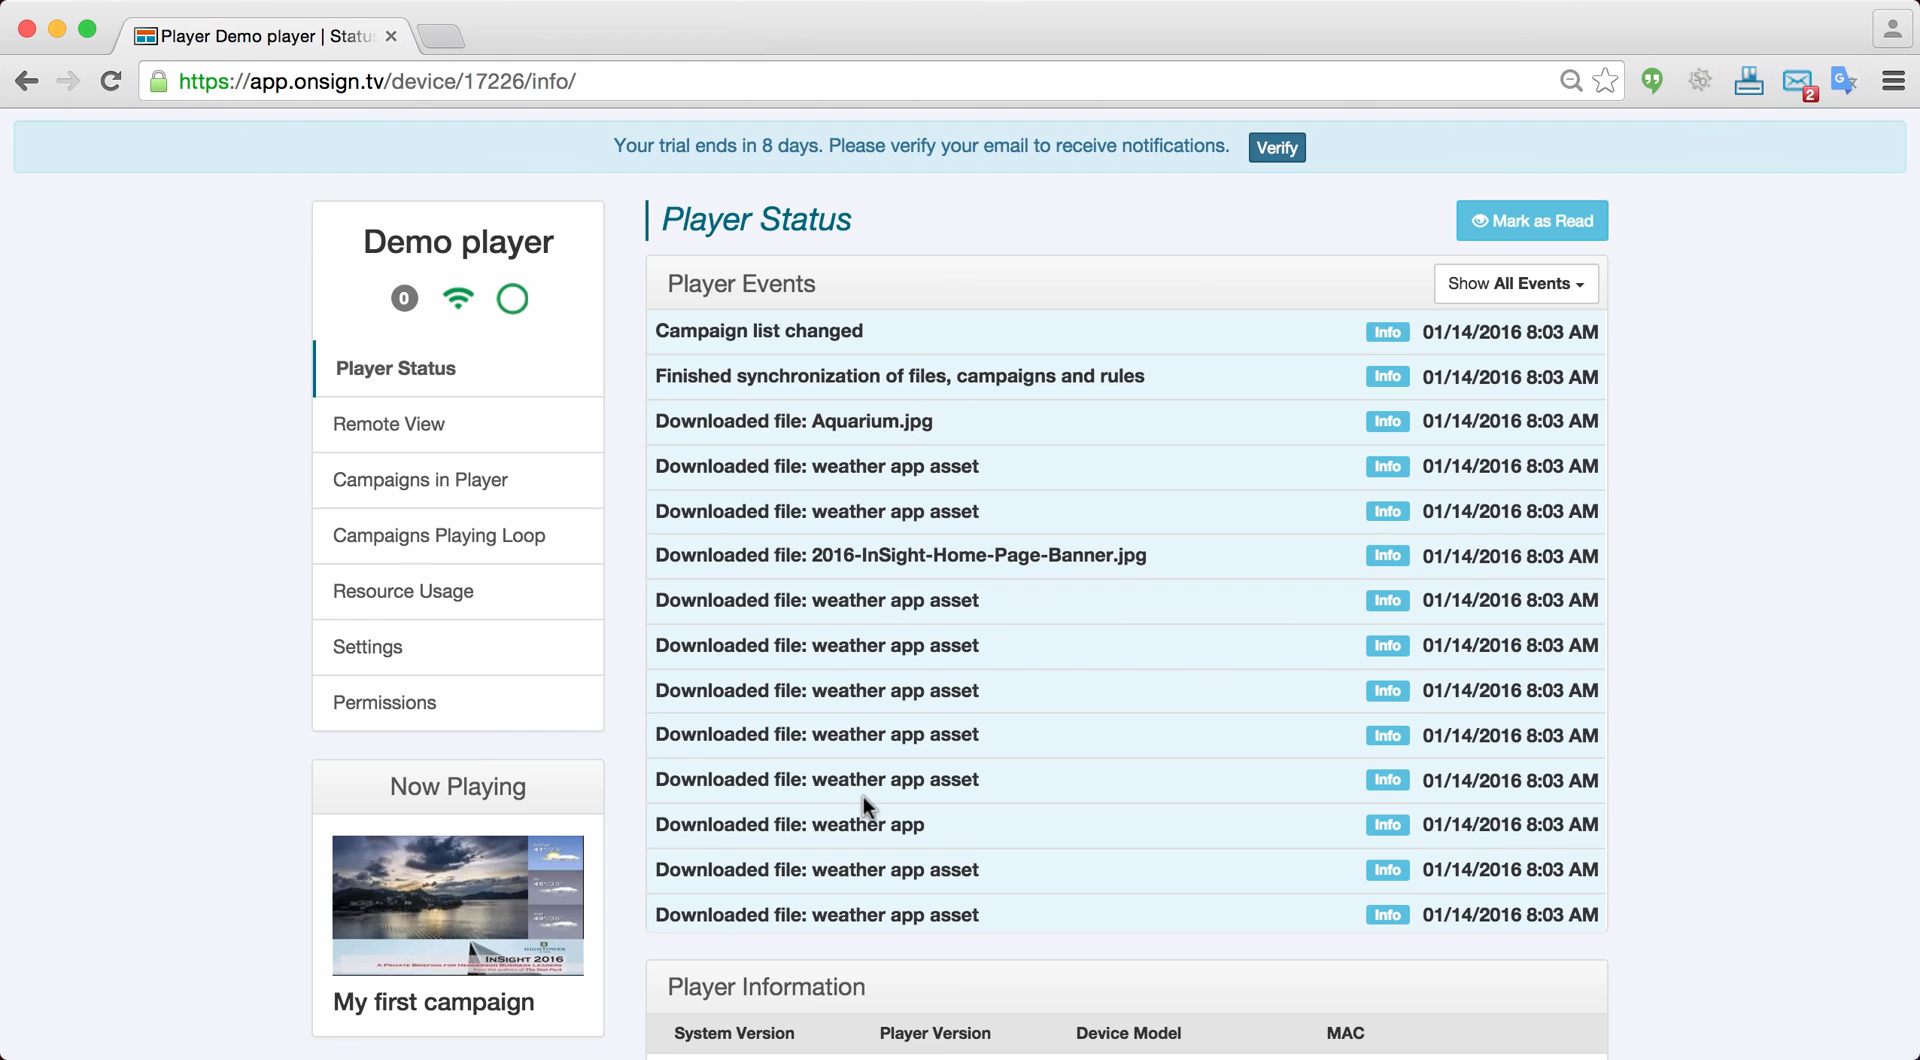 Player Demo player | Statu
https://app.onsign.tv/device/17226/info/
2
Your trial ends in 8 days. Please verify your email to receive notifications. Verify
Demo player
0
Player Status
Remote View
Campaigns in Player
Campaigns Playing Loop
Resource Usage
Settings
Permissions
Now Playing
INSIGHT 2016
My first campaign
Player Status
Mark as Read
Player Events
Show All Events
Campaign list changed Info 01/14/2016 8:03 AM
Finished synchronization of files, campaigns and rules Info 01/14/2016 8:03 AM
Downloaded file: Aquarium.jpg Info 01/14/2016 8:03 AM
Downloaded file: weather app asset Info 01/14/2016 8:03 AM
Downloaded file: weather app asset Info 01/14/2016 8:03 AM
Downloaded file: 2016-InSight-Home-Page-Banner.jpg Info 01/14/2016 8:03 AM
Downloaded file: weather app asset Info 01/14/2016 8:03 AM
Downloaded file: weather app asset Info 01/14/2016 8:03 AM
Downloaded file: weather app asset Info 01/14/2016 8:03 AM
Downloaded file: weather app asset Info 01/14/2016 8:03 AM
Downloaded file: weather app asset Info 01/14/2016 8:03 AM
Downloaded file: weather app Info 01/14/2016 8:03 AM
Downloaded file: weather app asset Info 01/14/2016 8:03 AM
Downloaded file: weather app asset Info 01/14/2016 8:03 AM
Player Information
System Version Player Version Device Model MAC